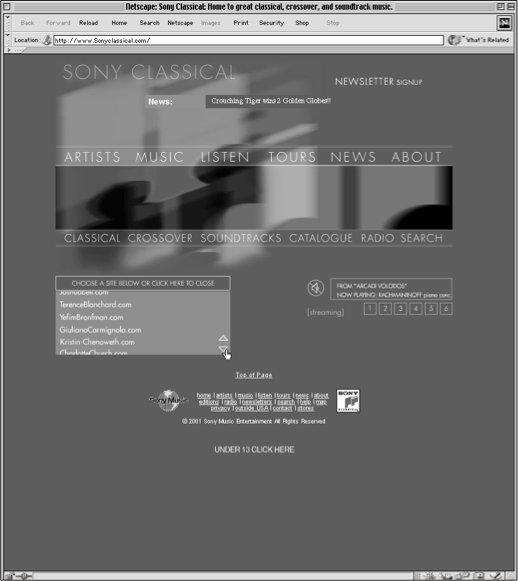 Netscape: Sony Classical: Home to great classical, crossover, and soundtrack music.
Back Forward Reload Home Search Netscape Images Print Security Shop Stop
Location: http://www.Sonyclassical.com/ What's Related
SONY CLASSICAL
NEWSLETTER SIGNUP
News: Crouching Tiger wins 2 Golden Globes!!
ARTISTS MUSIC LISTEN TOURS NEWS ABOUT
CLASSICAL CROSSOVER SOUNDTRACKS CATALOGUE RADIO SEARCH
CHOOSE A SITE BELOW OR CLICK HERE TO CLOSE
JoshuaBell.com
TerenceBlanchard.com
YefimBronfman.com
GiulianoCarmignola.com
Kristin-Chenoweth.com
CharlotteChurch.com
FROM "ARCADI VOLODOS"
NOW PLAYING: RACHMANINOFF piano conc.
[streaming] 1 2 3 4 5 6
Top of Page
Sony Music
home | artists | music | listen | tours | news | about
editions | radio | newsletters | search | help | map
privacy | outside USA | contact | stores
SONY
© 2001 Sony Music Entertainment All Rights Reserved
UNDER 13 CLICK HERE